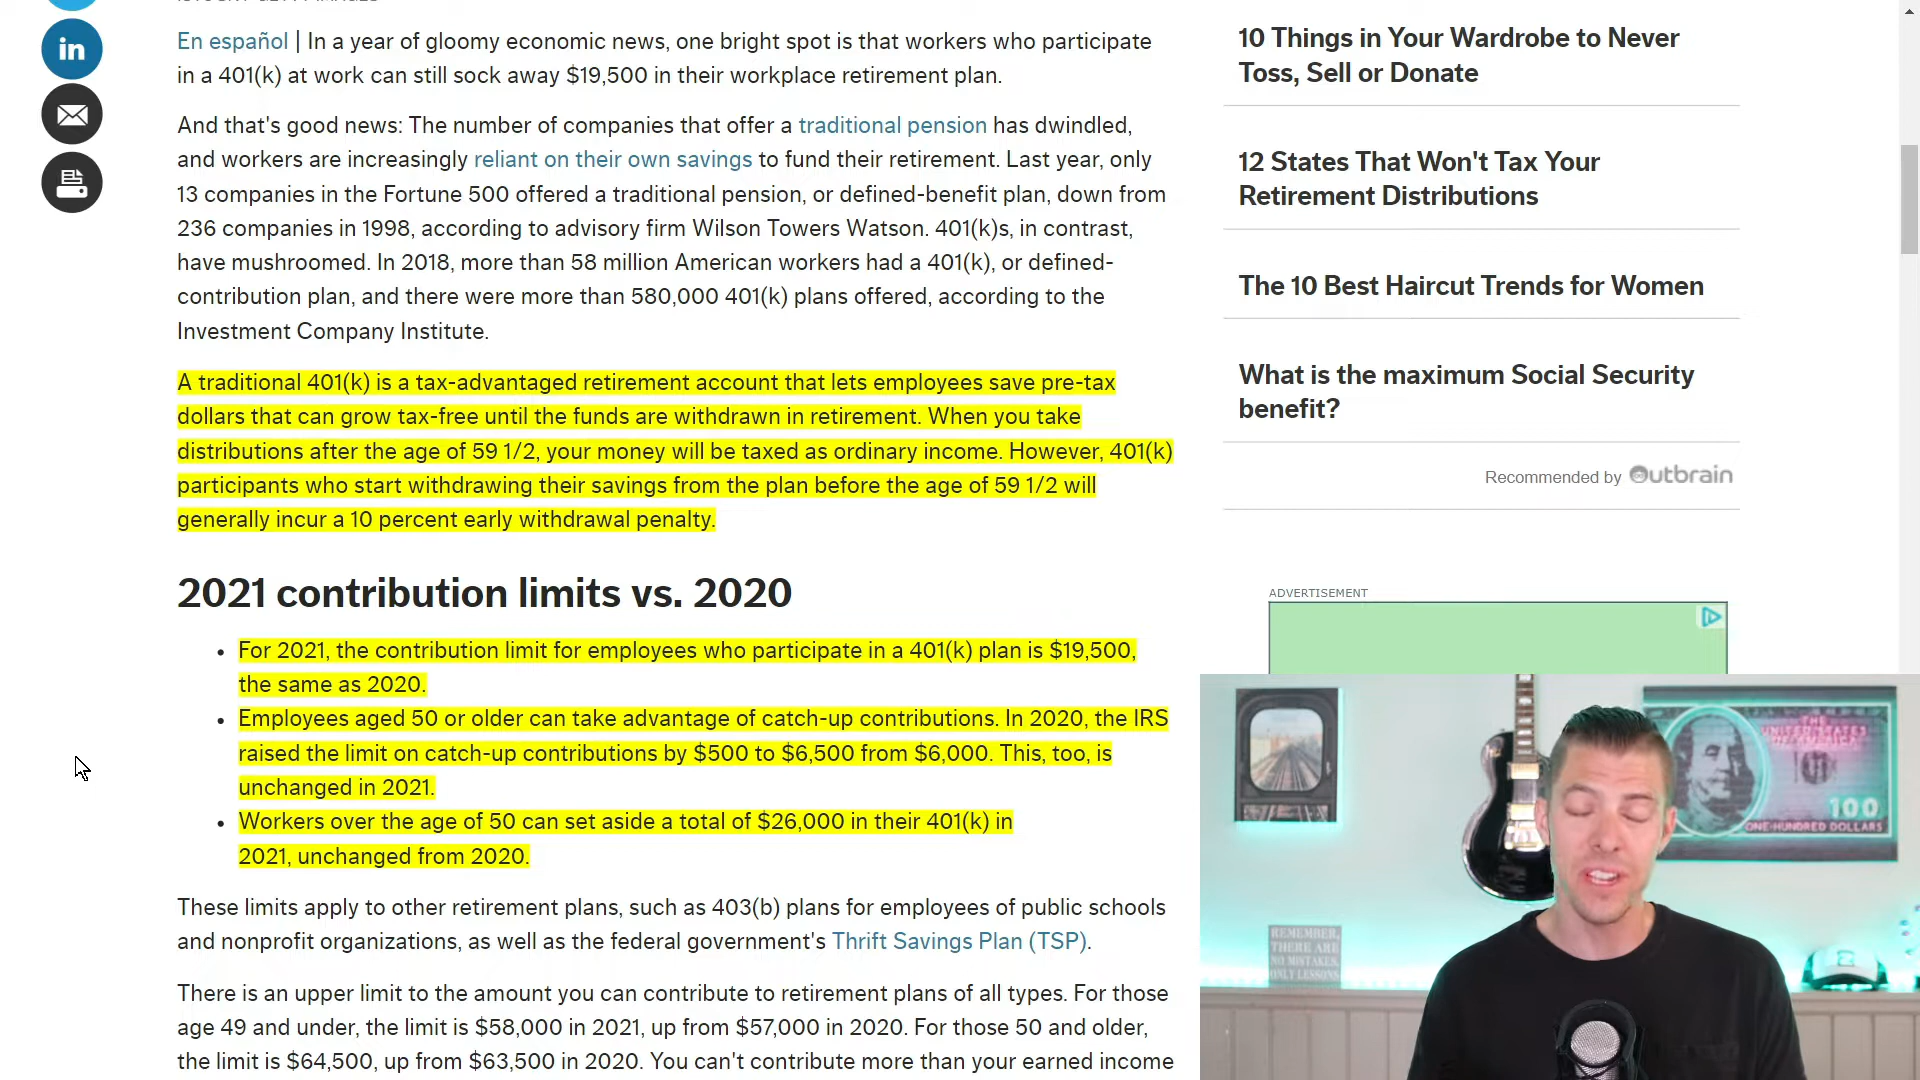 En español | In a year of gloomy economic news, one bright spot is that workers who participate
in a 401(k) at work can still sock away $19,500 in their workplace retirement plan.
And that's good news: The number of companies that offer a traditional pension has dwindled,
and workers are increasingly reliant on their own savings to fund their retirement. Last year, only
13 companies in the Fortune 500 offered a traditional pension, or defined-benefit plan, down from
236 companies in 1998, according to advisory firm Wilson Towers Watson. 401(k)s, in contrast,
have mushroomed. In 2018, more than 58 million American workers had a 401(k), or defined-
contribution plan, and there were more than 580,000 401(k) plans offered, according to the
Investment Company Institute.
A traditional 401(k) is a tax-advantaged retirement account that lets employees save pre-tax
dollars that can grow tax-free until the funds are withdrawn in retirement. When you take
distributions after the age of 59 1/2, your money will be taxed as ordinary income. However, 401(k)
participants who start withdrawing their savings from the plan before the age of 59 1/2 will
generally incur a 10 percent early withdrawal penalty.
2021 contribution limits vs. 2020
• For 2021, the contribution limit for employees who participate in a 401(k) plan is $19,500,
the same as 2020.
• Employees aged 50 or older can take advantage of catch-up contributions. In 2020, the IRS
raised the limit on catch-up contributions by $500 to $6,500 from $6,000. This, too, is
unchanged in 2021.
• Workers over the age of 50 can set aside a total of $26,000 in their 401(k) in
2021, unchanged from 2020.
These limits apply to other retirement plans, such as 403(b) plans for employees of public schools
and nonprofit organizations, as well as the federal government's Thrift Savings Plan (TSP).
There is an upper limit to the amount you can contribute to retirement plans of all types. For those
age 49 and under, the limit is $58,000 in 2021, up from $57,000 in 2020. For those 50 and older,
the limit is $64,500, up from $63,500 in 2020. You can't contribute more than your earned income
in
10 Things in Your Wardrobe to Never
Toss, Sell or Donate
12 States That Won't Tax Your
Retirement Distributions
The 10 Best Haircut Trends for Women
What is the maximum Social Security
benefit?
Recommended by Outbrain
ADVERTISEMENT
THE
UNITED STATES
OF AMERICA
100
ONE HUNDRED DOLLARS
REMEMBER,
THERE ARE
NO MISTAKES,
ONLY LESSONS